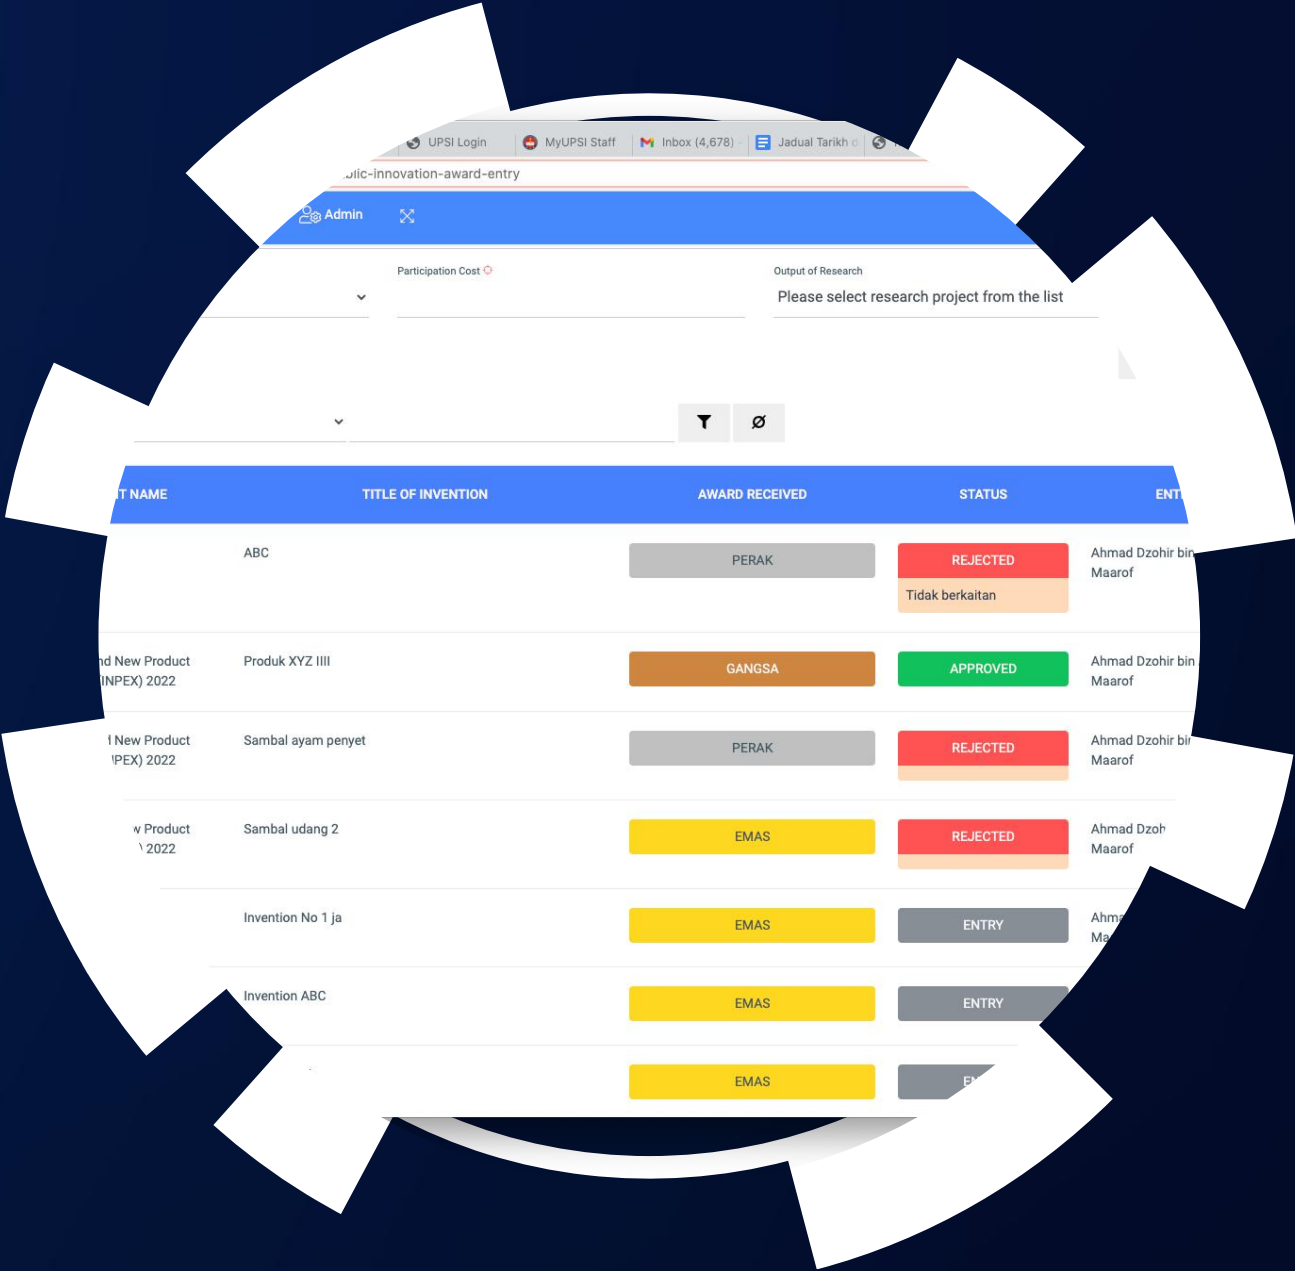 UPSI Login MyUPSI Staff Inbox (4,678) Jadual Tarikh
blic-innovation-award-entry
Admin
Participation Cost Output of Research
Please select research project from the list
NAME TITLE OF INVENTION AWARD RECEIVED STATUS
ABC PERAK REJECTED Ahmad Dzohir bin
Maarof
Tidak berkaitan
New Product Produk XYZ IIII GANGSA APPROVED Ahmad Dzohir bin
INPEX) 2022 Maarof
New Product Sambal ayam penyet PERAK REJECTED Ahmad Dzohir bin
2022 Maarof
Product Sambal udang 2 EMAS REJECTED Ahmad
2022 Maarof
Invention No 1 ja EMAS ENTRY
Invention ABC EMAS ENTRY
EMAS